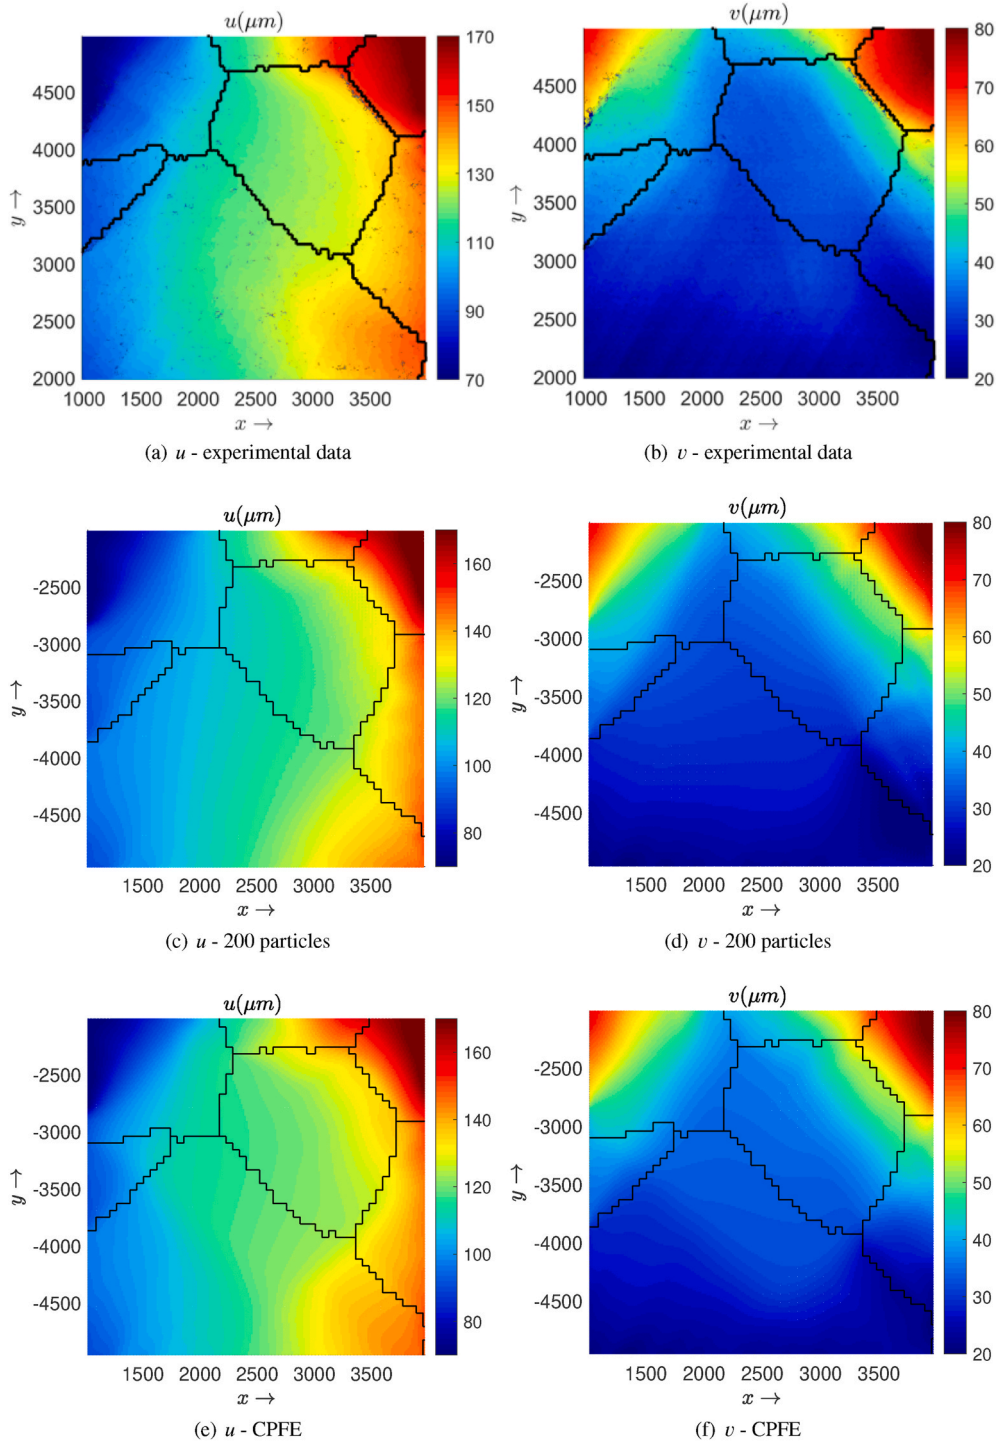 u(μm)
170
150
130
110
90
70
4500
4000
3500
3000
2500
2000
y →
1000 1500 2000 2500 3000 3500
x →
(a) u - experimental data
v(μm)
80
70
60
50
40
30
20
4500
4000
3500
3000
2500
2000
y →
1000 1500 2000 2500 3000 3500
x →
(b) v - experimental data
u(μm)
160
140
120
100
80
-2500
-3000
-3500
-4000
-4500
y →
1500 2000 2500 3000 3500
x →
(c) u - 200 particles
v(μm)
80
70
60
50
40
30
20
-2500
-3000
-3500
-4000
-4500
y →
1500 2000 2500 3000 3500
x →
(d) v - 200 particles
u(μm)
160
140
120
100
80
-2500
-3000
-3500
-4000
-4500
y →
1500 2000 2500 3000 3500
x →
(e) u - CPFE
v(μm)
80
70
60
50
40
30
20
-2500
-3000
-3500
-4000
-4500
y →
1500 2000 2500 3000 3500
x →
(f) v - CPFE